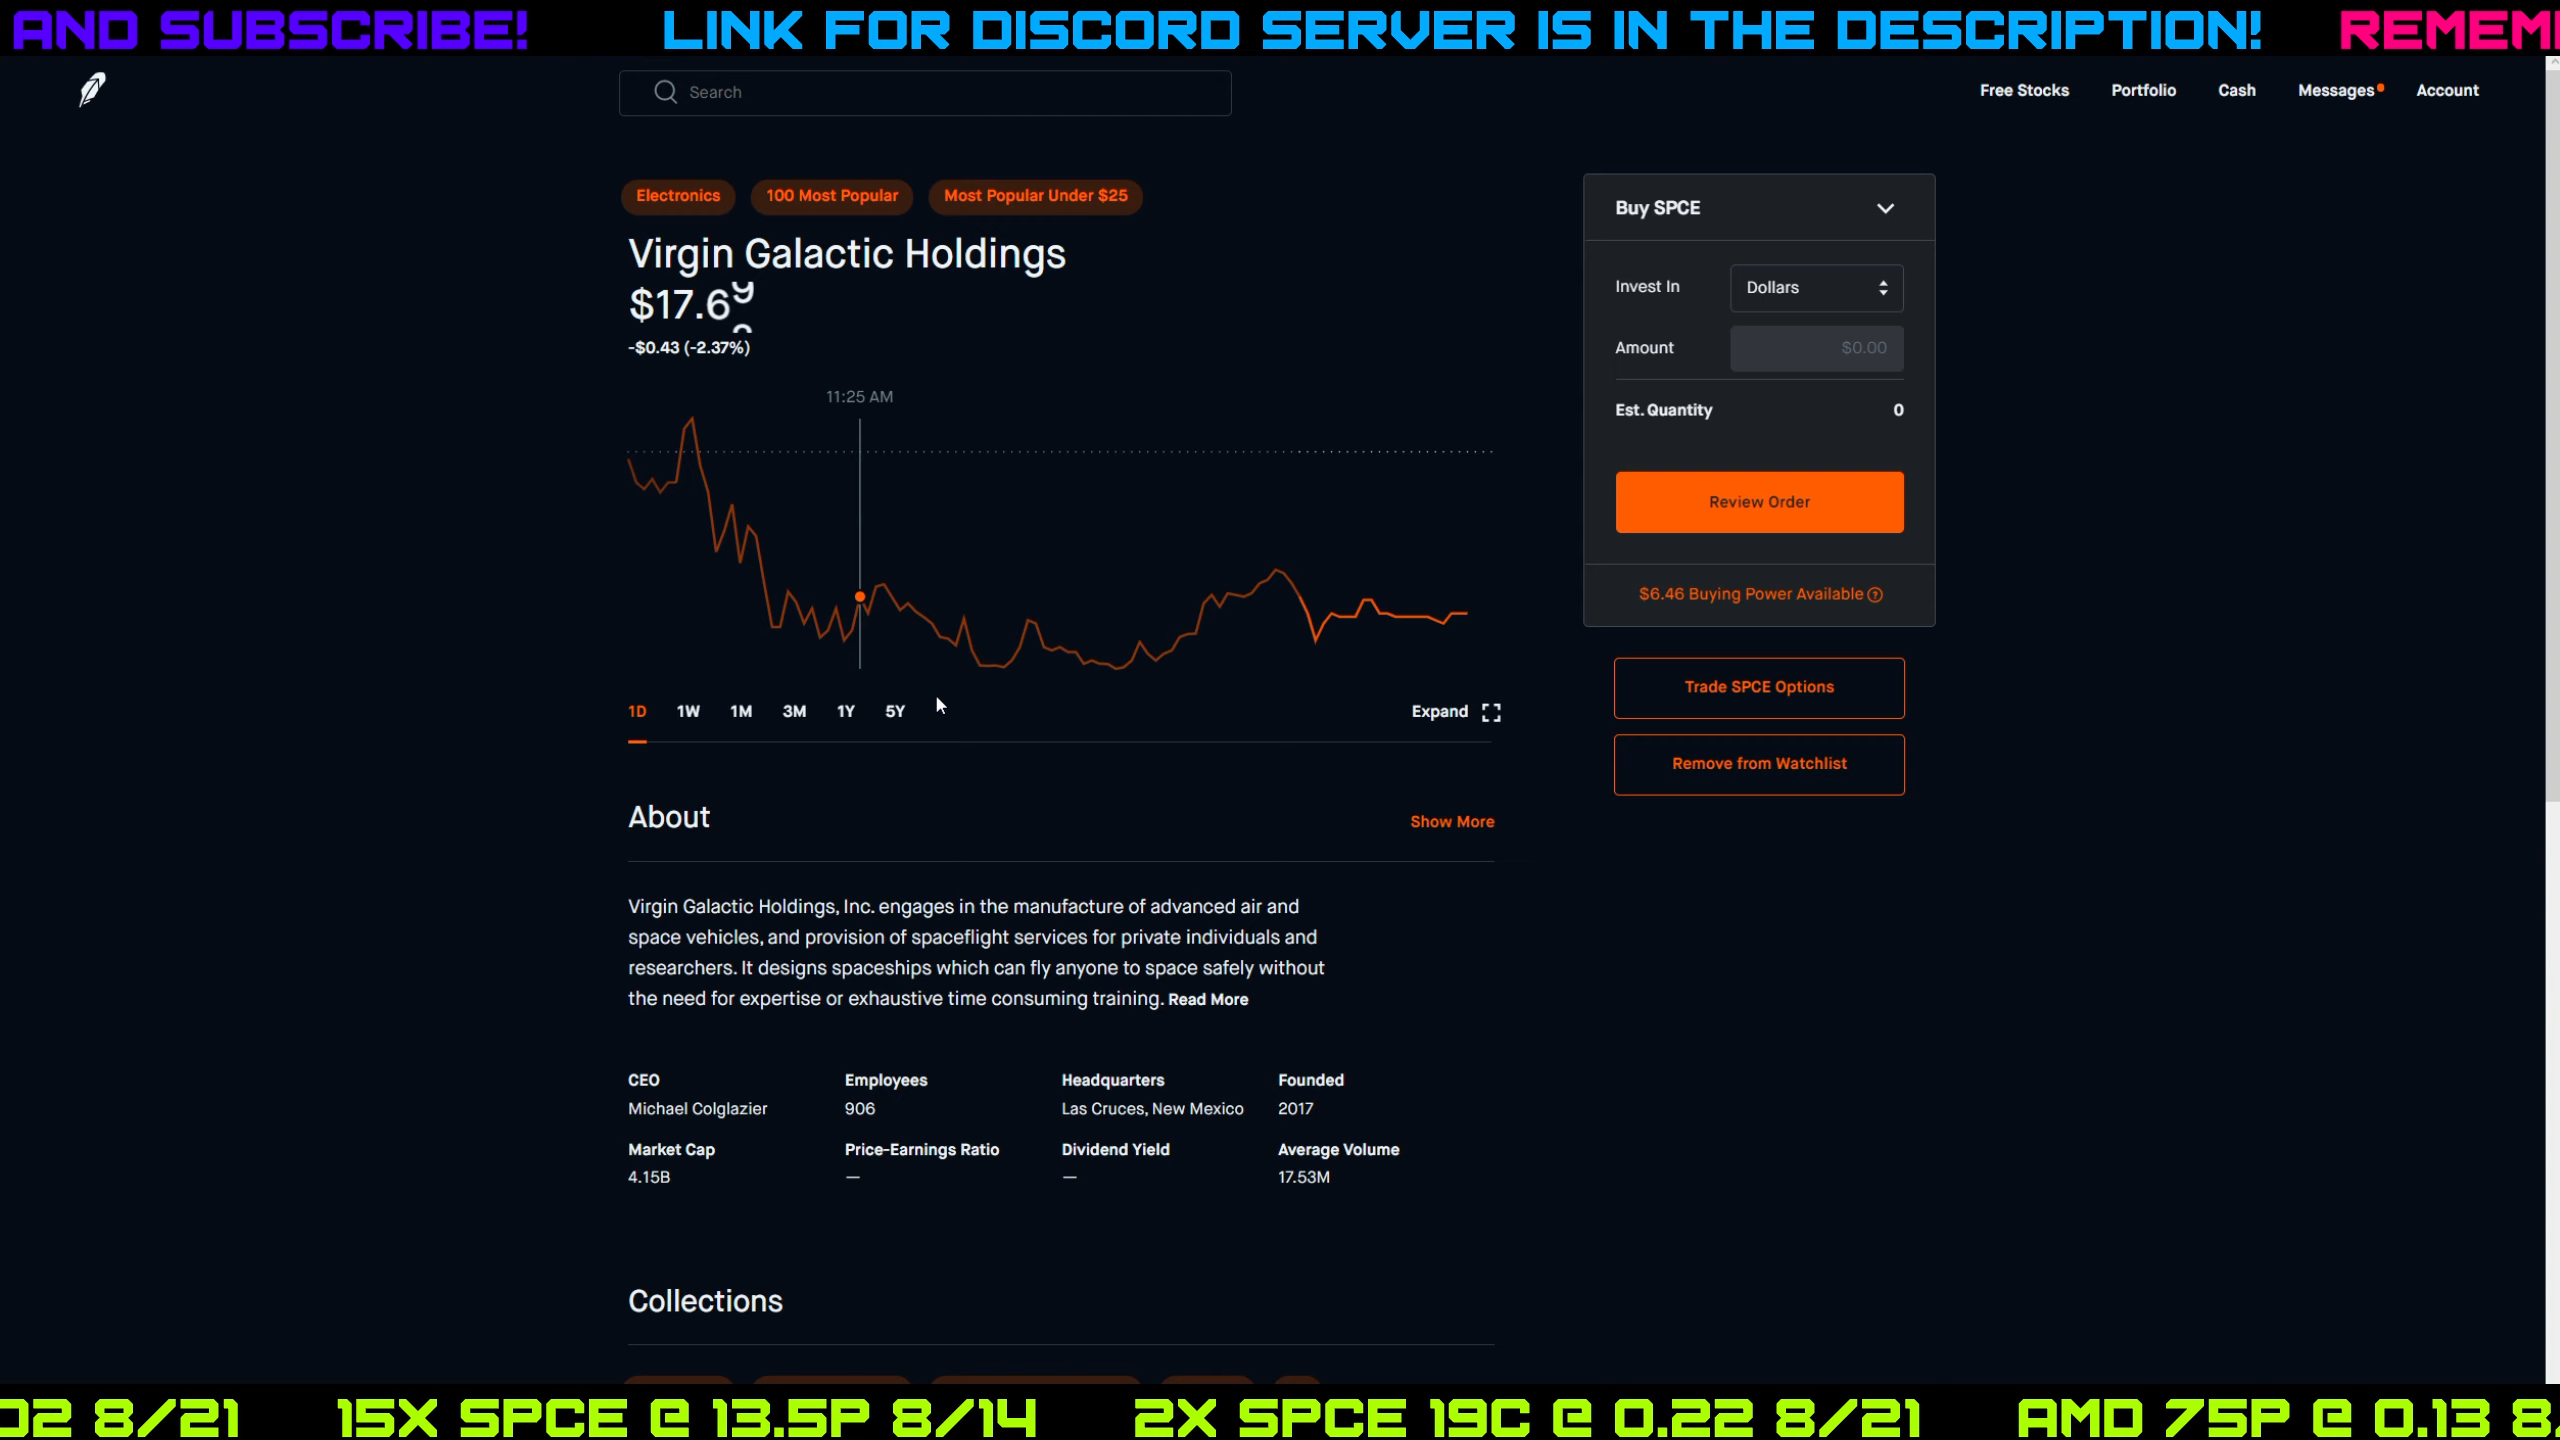 AND SUBSCRIBE! LINK FOR DISCORD SERVER IS IN THE DESCRIPTION!
Search
Free Stocks Portfolio Cash Messages Account
Electronics 100 Most Popular Most Popular Under $25
Virgin Galactic Holdings
$17.69
-$0.43 (-2.37%)
11:25 AM
1D 1W 1M 3M 1Y 5Y Expand
Buy SPCE
Invest In Dollars
Amount $0.00
Est. Quantity 0
Review Order
$6.46 Buying Power Available
Trade SPCE Options
Remove from Watchlist
About Show More
Virgin Galactic Holdings, Inc. engages in the manufacture of advanced air and
space vehicles, and provision of spaceflight services for private individuals and
researchers. It designs spaceships which can fly anyone to space safely without
the need for expertise or exhaustive time consuming training. Read More
CEO Employees Headquarters Founded
Michael Colglazier 906 Las Cruces, New Mexico 2017
Market Cap Price-Earnings Ratio Dividend Yield Average Volume
4.15B — — 17.53M
Collections
02 8/21 15X SPCE @ 13.5P 8/14 2X SPCE 19C @ 0.22 8/21 AMD 75P @ 0.13 8/